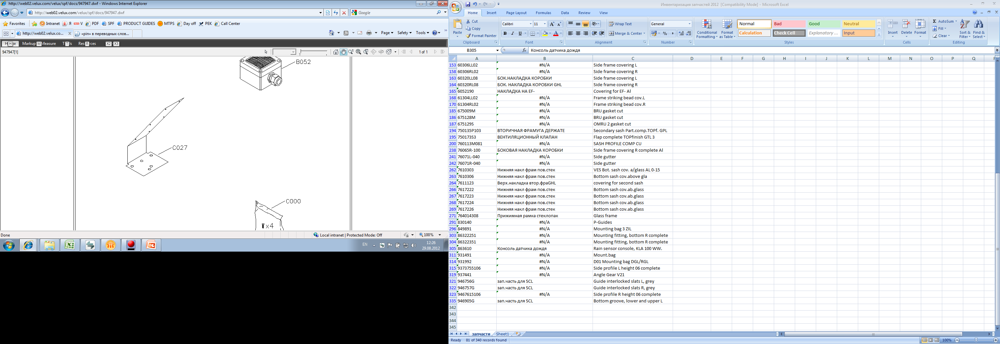 http://web02.velux.com/velux/spf/docs/947947.dwf - Windows Internet Explorer
http://web02.velux.com/velux/spf/docs/947947.dwf
Google
Favorites Intranet Я V PDF SPF PRODUCT GUIDES MTPS Day off PEK Call Center
http://web02.velux.co... «pin» в переводных слов... Page Safety Tools
Markup M Measure T T ls Res R rces X2 X3
947947[1] 1 of 1
B052
C027
C000
x4
Done Local intranet | Protected Mode: Off 100%
EN 12:26
29.08.2012
Инвентаризация запчастей 2012 [Compatibility Mode] - Microsoft Excel
Home Insert Page Layout Formulas Data Review View
Paste Cut Copy Format Painter
Clipboard
Calibri 11
B I U
Font
Wrap Text
Merge & Center
Alignment
General
% ,
Number
Conditional Formatting Format as Table
Normal Bad Good Neutral
Calculation Check Cell Explanatory ... Input
Styles
Insert Delete Format
Cells
AutoSum Fill Clear
Sort & Filter Find & Select
Editing
B305 fx Консоль датчика дождя
A B C D E F G H I J K L M N O P Q
153 60306LL02 #N/A Side frame covering L
158 60306RL02 #N/A Side frame covering R
163 60320LL08 БОК.НАКЛАДКА КОРОБКИ Side frame covering L
164 60320RL08 БОК. НАКЛАДКА КОРОБКИ GHL Side frame covering R
165 6052190 НАКЛАДКА НА EF- Covering for EF- Al
168 61304LL02 #N/A Frame striking bead cov.L
170 61304RL02 #N/A Frame striking bead cov.R
185 675009M #N/A BRU gasket cut
186 675128M #N/A BRU gasket cut
187 675129S #N/A OMRU 2 gasket cut
194 750135P103 ВТОРИЧНАЯ ФРАМУГА ДЕРЖАТЕ Secondary sash Part.comp.TOPf. GPL
195 750173S3 ВЕНТИЛЯЦИОННЫЙ КЛАПАН Flap complete TOPfinish GTL 3
200 760113M081 #N/A SASH PROFILE COMP CU
238 76065R-100 БОКОВАЯ НАКЛАДКА КОРОБКИ Side frame covering R complete Al
241 76071L-040 #N/A Side gutter
242 76071R-040 #N/A Side gutter
262 7610303 Нижняя накл фрам пов.стек VES Bot. sash cov. a/glass AL 0-15
263 7610306 Нижняя накл фрам пов.стек Bottom sash cov.above gla
264 7611123 Верх.накладка втор.фраGHL covering for second sash
266 7617222 Нижняя накл фрам пов.стек Bottom sash cov.ab.glass
267 7617223 Нижняя накл фрам пов.стек Bottom sash cov.ab.glass
268 7617224 Нижняя накл фрам пов.стек Bottom sash cov.ab.glass
269 7617226 Нижняя накл фрам пов.стек Bottom sash cov.ab.glass
271 764014308 Прижимная рамка стеклопак Glass frame
291 830140 #N/A P-Guides
296 849891 #N/A Mounting bag 3 ZIL
303 86322251 #N/A Mounting fitting, bottom R complete
304 86322351 #N/A Mounting fitting, bottom R complete
305 863610 Консоль датчика дождя Rain sensor console, KLA 100 WW.
311 931491 #N/A Mount.bag
314 931992 #N/A D01 Mounting bag DGL/RGL
315 9373755106 #N/A Side profile L height 06 complete
319 937441 #N/A Angle Gear V21
321 946756G зап.часть для SCL Guide interlocked slats L, grey
322 946757G зап.часть для SCL Guide interlocked slats R, grey
323 9467615106 #N/A Side profile R height 06 complete
335 946905G зап.часть для SCL Bottom groove, lower and upper L
342
343
344
345
запчасти Sheet1
Ready 81 of 340 records found 100%